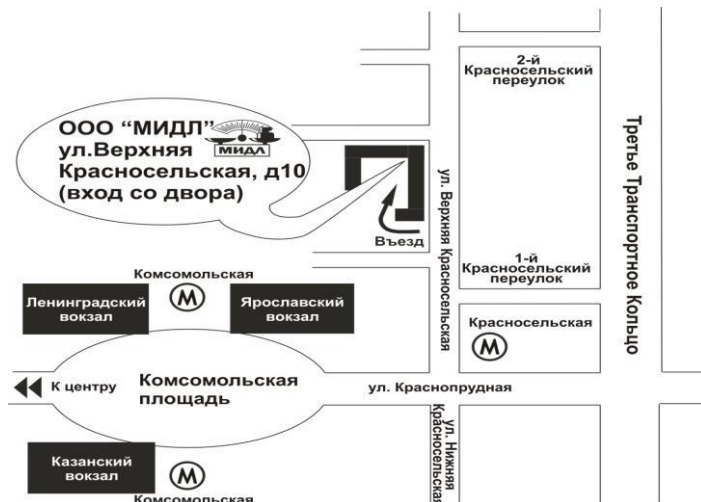 2-й
Красносельский
переулок
ООО “МИДЛ”
МИДЛ
ул.Верхняя
Красносельская, д10
(вход со двора)
Третье Транспортное Кольцо
ул. Верхняя Красносельская
Въезд
1-й
Красносельский
переулок
Комсомольская
М
Ленинградский
вокзал
Ярославский
вокзал
Красносельская
М
К центру
Комсомольская
площадь
ул. Краснопрудная
ул. Нижняя
Красносельская
Казанский
вокзал
М
Комсомольская